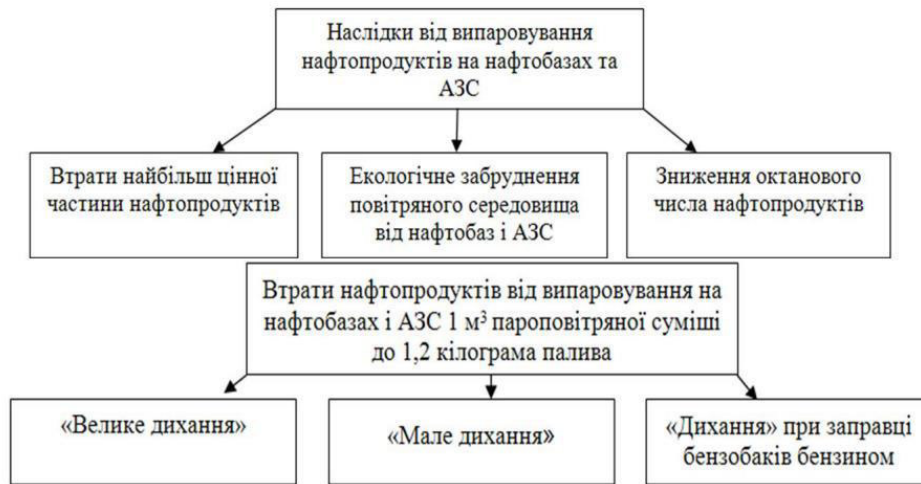 Наслідки від випаровування
нафтопродуктів на нафтобазах та
АЗС
Втрати найбільш цінної
частини нафтопродуктів
Екологічне забруднення
повітряного середовища
від нафтобаз і АЗС
Зниження октанового
числа нафтопродуктів
Втрати нафтопродуктів від випаровування на
нафтобазах і АЗС 1 м³ пароповітряної суміші
до 1,2 кілограма палива
«Велике дихання»
«Мале дихання»
«Дихання» при заправці
бензобаків бензином